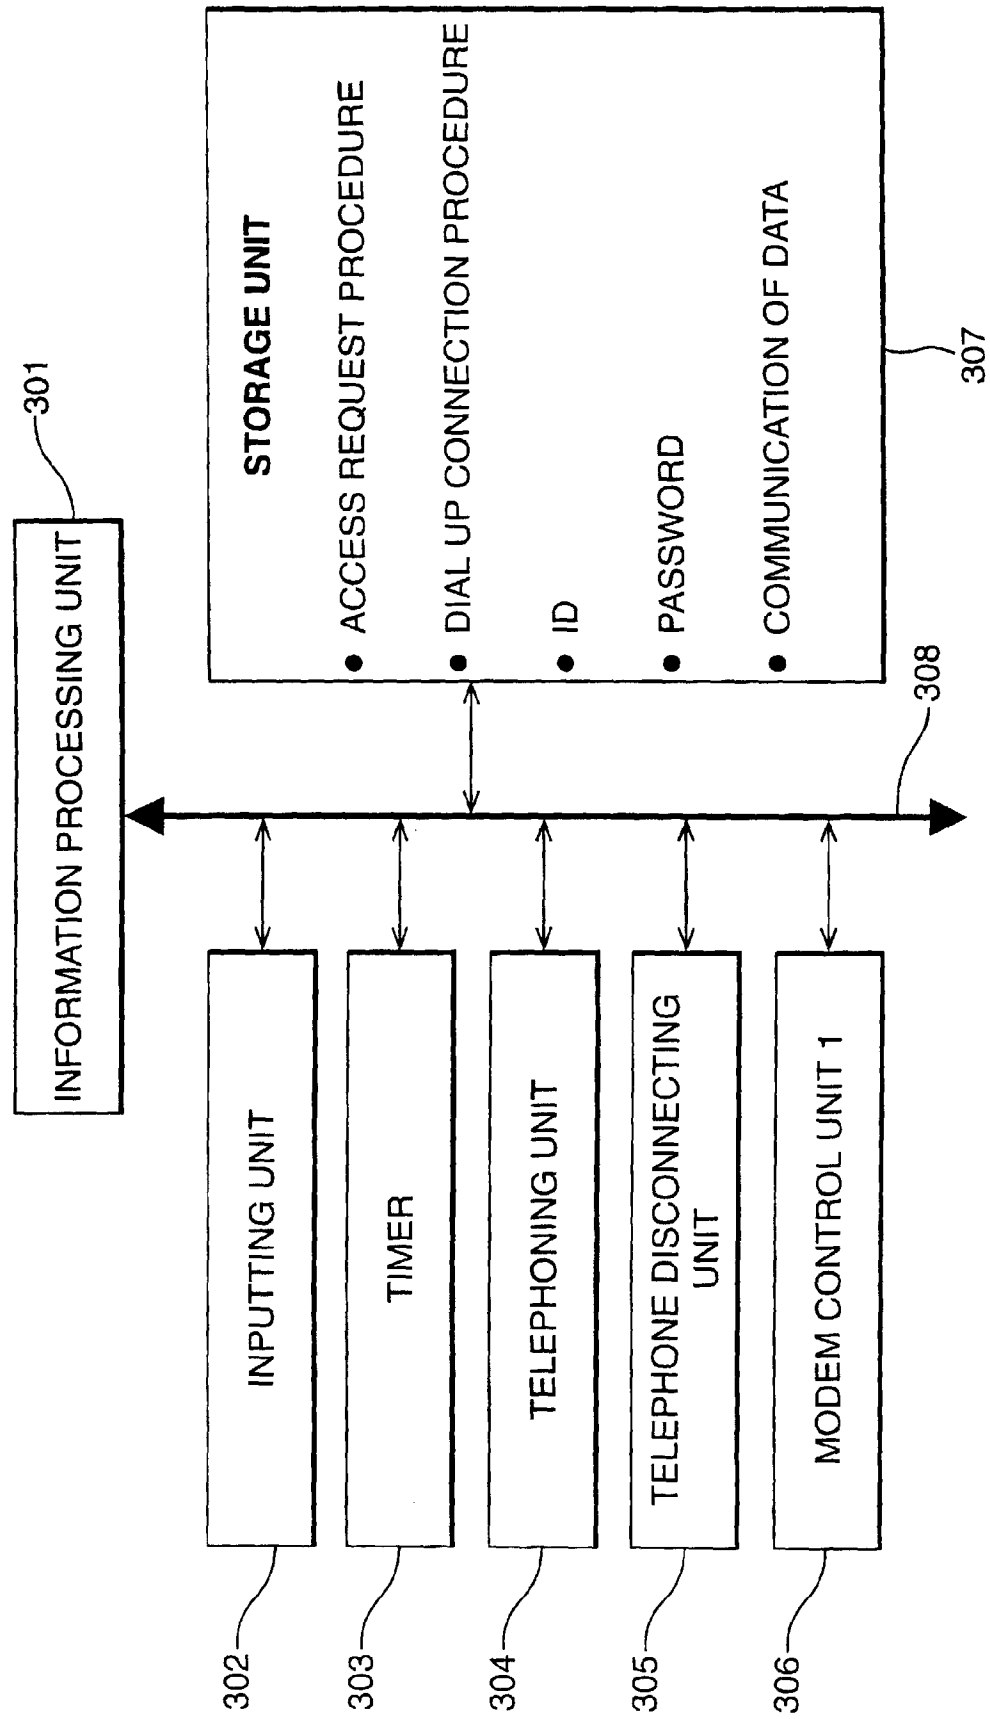 INFORMATION PROCESSING UNIT
301
302
INPUTTING UNIT
303
TIMER
304
TELEPHONING UNIT
305
TELEPHONE DISCONNECTING
UNIT
306
MODEM CONTROL UNIT 1
STORAGE UNIT
● ACCESS REQUEST PROCEDURE
● DIAL UP CONNECTION PROCEDURE
● ID
● PASSWORD
● COMMUNICATION OF DATA
307
308